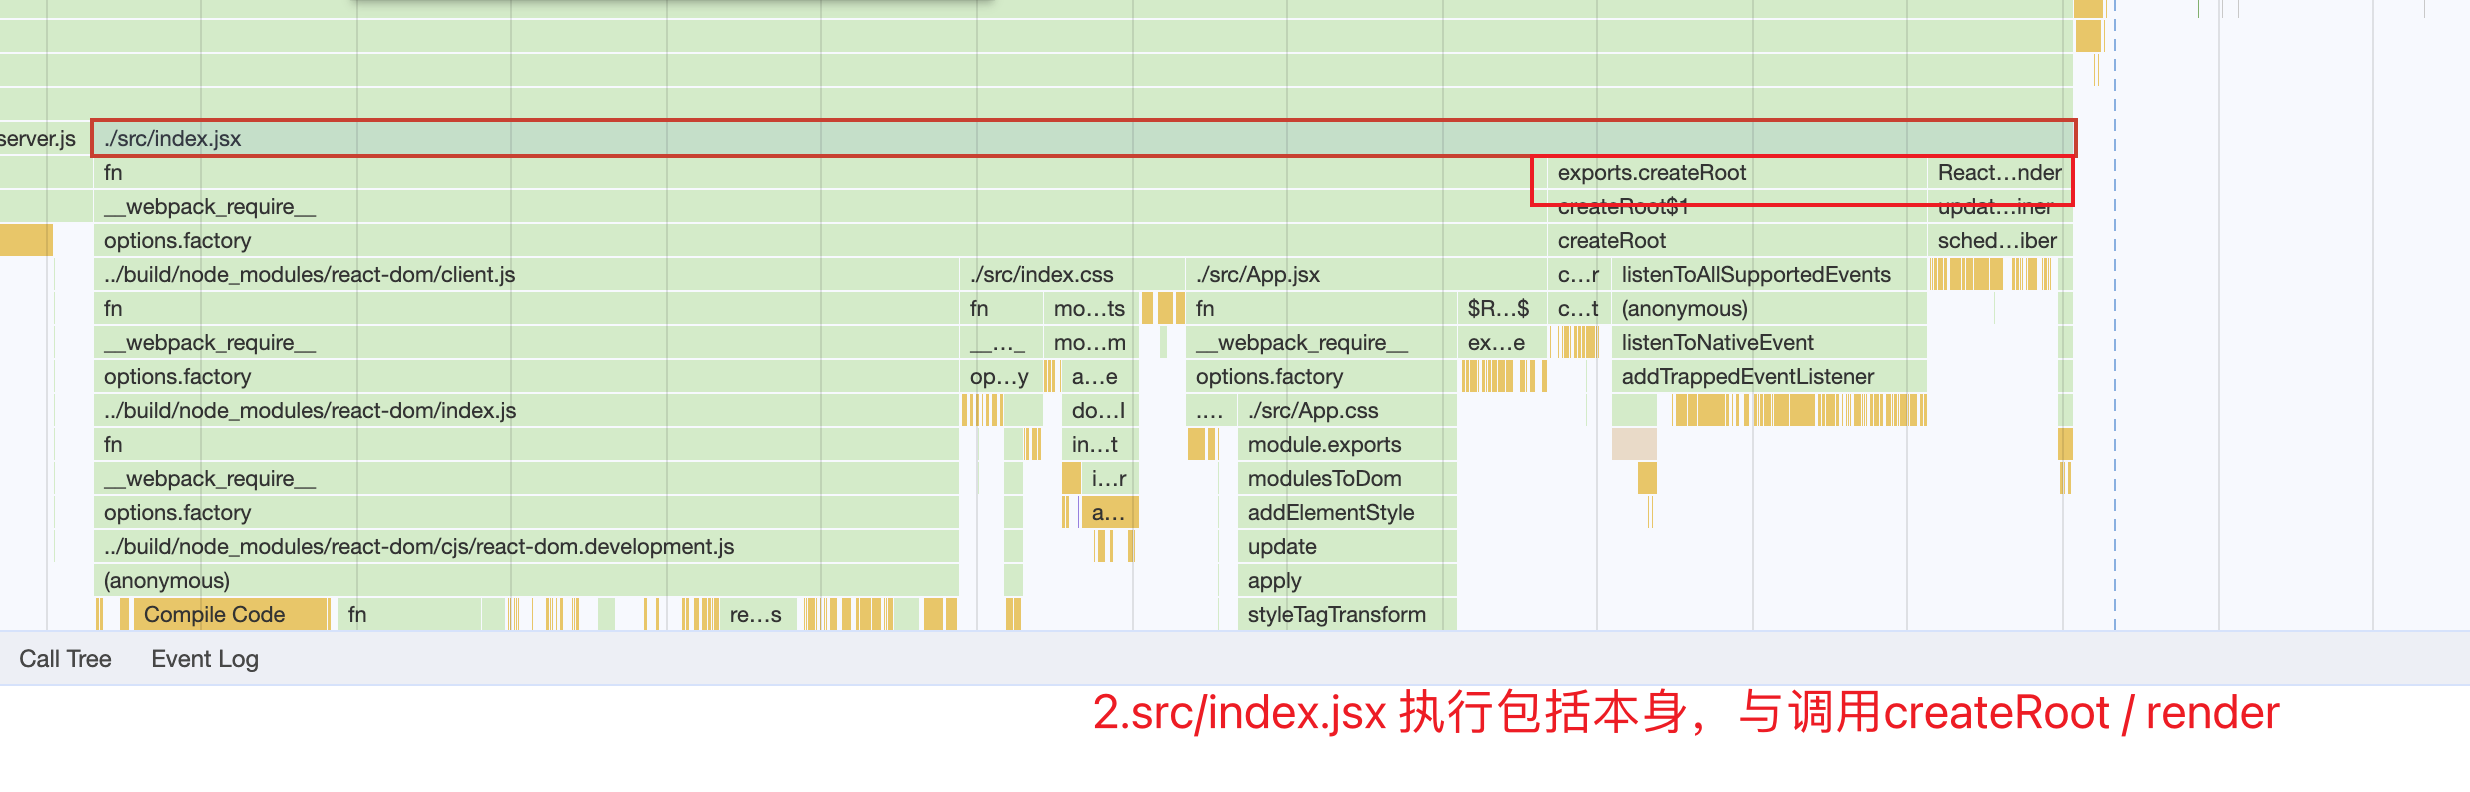 server.js ./src/index.jsx
fn exports.createRoot React…nder
__webpack_require__ createRoot$1 updat…iner
options.factory createRoot sched…iber
../build/node_modules/react-dom/client.js ./src/index.css ./src/App.jsx c…r listenToAllSupportedEvents
fn fn mo…ts fn $R…$ c…t (anonymous)
__webpack_require__ __…_ mo…m __webpack_require__ ex…e listenToNativeEvent
options.factory op…y a…e options.factory addTrappedEventListener
../build/node_modules/react-dom/index.js do…l …. ./src/App.css
fn in…t module.exports
__webpack_require__ i…r modulesToDom
options.factory a… addElementStyle
../build/node_modules/react-dom/cjs/react-dom.development.js update
(anonymous) apply
Compile Code fn re…s styleTagTransform
Call Tree Event Log
2.src/index.jsx 执行包括本身，与调用createRoot / render